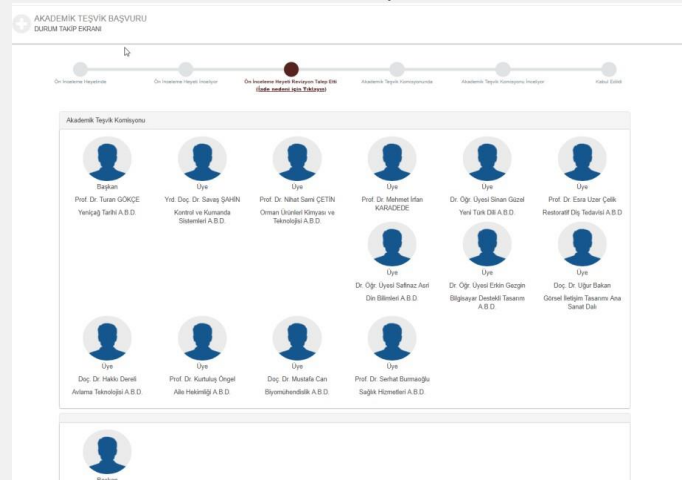 AKADEMİK TEŞVİK BAŞVURU
DURUM TAKİP EKRANI
Ön İnceleme Heyetinde
Ön İnceleme Heyeti İnceliyor
Ön İnceleme Heyeti Revizyon Talep Etti
(İade nedeni için Tıklayın)
Akademik Teşvik Komisyonunda
Akademik Teşvik Komisyonu İnceliyor
Kabul Edildi
Akademik Teşvik Komisyonu
Başkan
Prof. Dr. Turan GÖKÇE
Yeniçağ Tarihi A.B.D.
Üye
Yrd. Doç. Dr. Savaş ŞAHİN
Kontrol ve Kumanda
Sistemleri A.B.D.
Üye
Prof. Dr. Nihat Sami ÇETİN
Orman Ürünleri Kimyası ve
Teknolojisi A.B.D.
Üye
Prof. Dr. Mehmet İrfan
KARADEDE
Üye
Dr. Öğr. Üyesi Sinan Güzel
Yeni Türk Dili A.B.D.
Üye
Prof. Dr. Esra Uzer Çelik
Restoratif Diş Tedavisi A.B.D
Üye
Dr. Öğr. Üyesi Safinaz Asri
Din Bilimleri A.B.D.
Üye
Dr. Öğr. Üyesi Erkin Gezgin
Bilgisayar Destekli Tasarım
A.B.D.
Üye
Doç. Dr. Uğur Bakan
Görsel İletişim Tasarımı Ana
Sanat Dalı
Üye
Doç. Dr. Hakkı Dereli
Avlama Teknolojisi A.B.D.
Üye
Prof. Dr. Kurtuluş Öngel
Aile Hekimliği A.B.D.
Üye
Doç. Dr. Mustafa Can
Biyomühendislik A.B.D.
Üye
Prof. Dr. Serhat Burmaoğlu
Sağlık Hizmetleri A.B.D.
Başkan